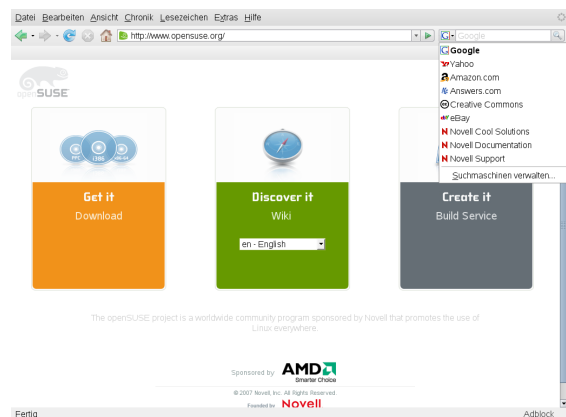 Datei Bearbeiten Ansicht Chronik Lesezeichen Extras Hilfe
http://www.opensuse.org/
G Google
Google
Yahoo
Amazon.com
Answers.com
Creative Commons
eBay
Novell Cool Solutions
Novell Documentation
Novell Support
Suchmaschinen verwalten...
openSUSE
PPC i386 x86-64
Get it
Download
Discover it
Wiki
en - English
Create it
Build Service
The openSUSE project is a worldwide community program sponsored by Novell that promotes the use of
Linux everywhere.
Sponsored by AMD
Smarter Choice
© 2007 Novell, Inc. All Rights Reserved.
Founded by Novell
Fertig
Adblock